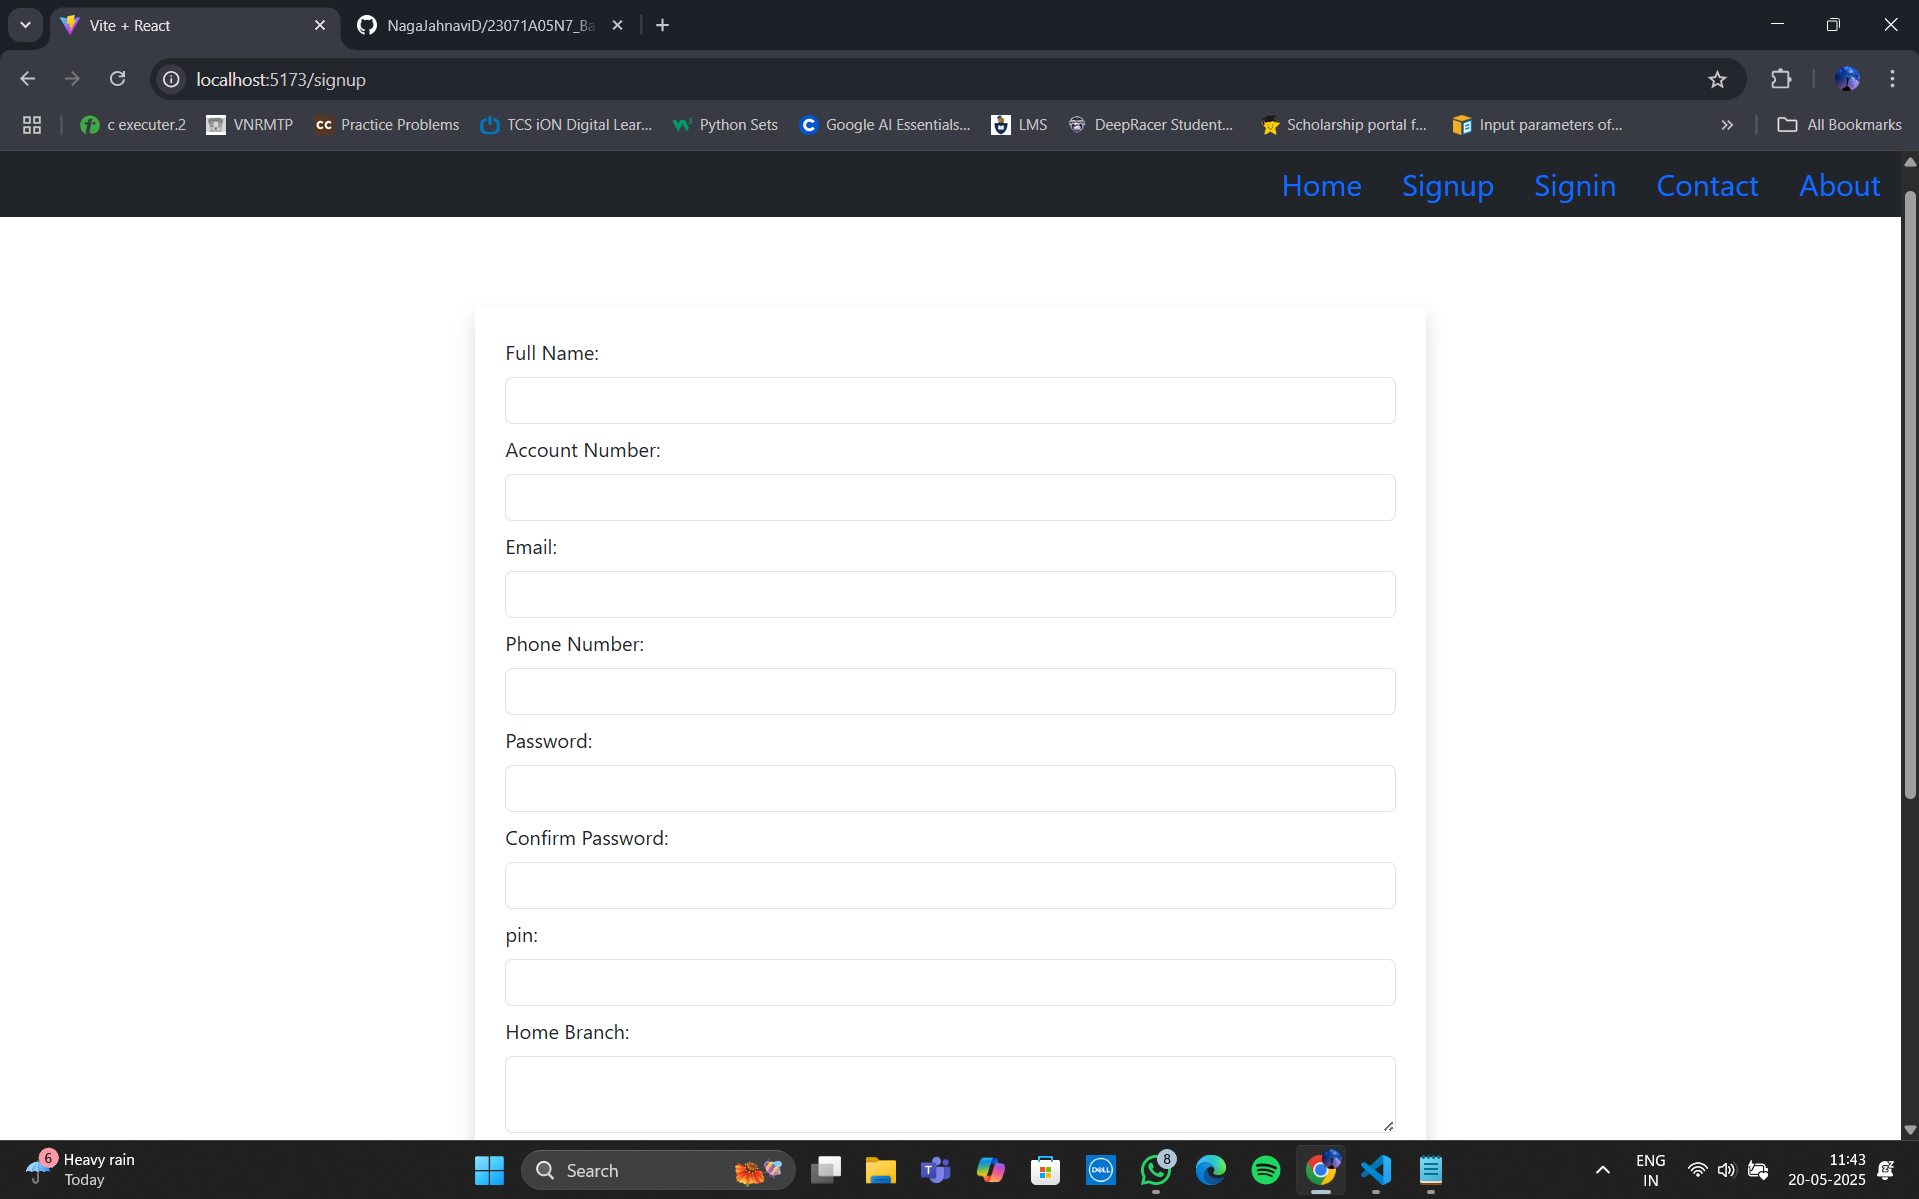 Vite + React
NagaJahnaviD/23071A05N7_Ba
localhost:5173/signup
c executer.2
VNRMTP
CC Practice Problems
TCS iON Digital Lear...
Python Sets
Google AI Essentials...
LMS
DeepRacer Student...
Scholarship portal f...
Input parameters of...
All Bookmarks
Home Signup Signin Contact About
Full Name:
Account Number:
Email:
Phone Number:
Password:
Confirm Password:
pin:
Home Branch:
6
Heavy rain
Today
Search
DELL
8
ENG
IN
11:43
20-05-2025